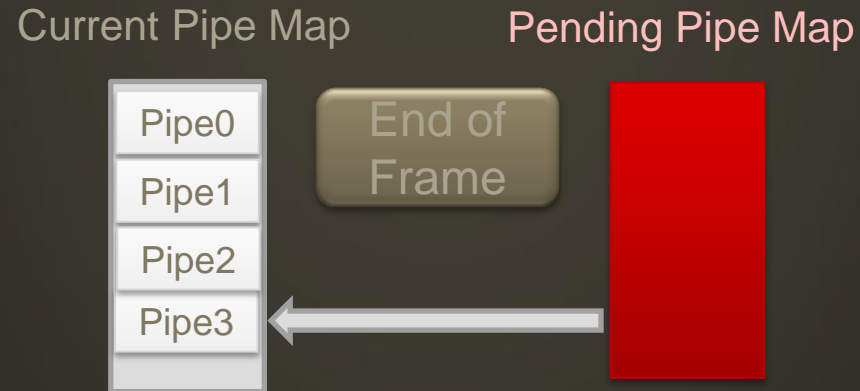 Current Pipe Map
Pending Pipe Map
Pipe0
End of
Frame
Pipe1
Pipe2
Pipe3